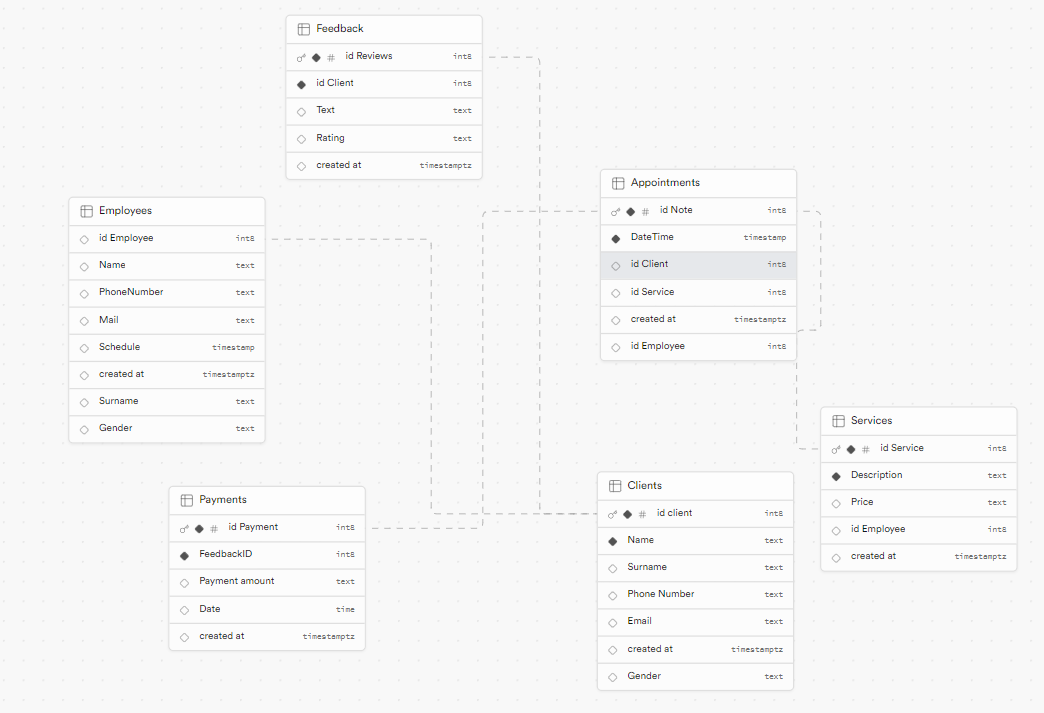 Feedback
id Reviews int8
id Client int8
Text text
Rating text
created at timestamptz
Appointments
id Note int8
DateTime timestamp
id Client int8
id Service int8
created at timestamptz
id Employee int8
Employees
id Employee int8
Name text
PhoneNumber text
Mail text
Schedule timestamp
created at timestamptz
Surname text
Gender text
Services
id Service int8
Description text
Price text
id Employee int8
created at timestamptz
Clients
id client int8
Name text
Surname text
Phone Number text
Email text
created at timestamptz
Gender text
Payments
id Payment int8
FeedbackID int8
Payment amount text
Date time
created at timestamptz